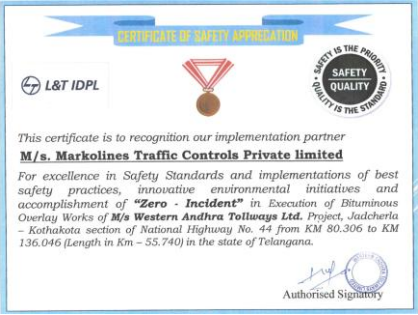 CERTIFICATE OF SAFETY APPRECATION
L&T IDPL
SAFETY IS THE PRIORITY
SAFETY
QUALITY
QUALITY IS THE STANDARD
This certificate is to recognition our implementation partner
M/s. Markolines Traffic Controls Private limited
For excellence in Safety Standards and implementations of best
safety practices, innovative environmental initiatives and
accomplishment of “Zero - Incident” in Execution of Bituminous
Overlay Works of M/s Western Andhra Tollways Ltd. Project, Jadcherla
– Kothakota section of National Highway No. 44 from KM 80.306 to KM
136.046 (Length in Km – 55.740) in the state of Telangana.
Authorised Signatory